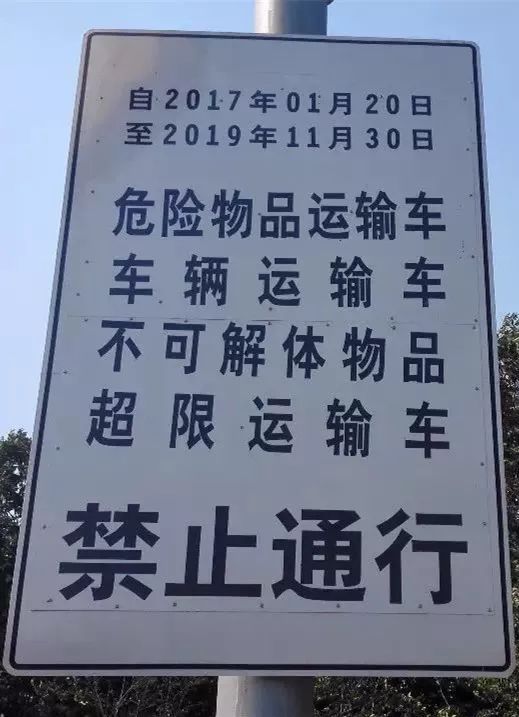 自2017年01月20日
至2019年11月30日
危险物品运输车
车辆运输车
不可解体物品
超限运输车
禁止通行